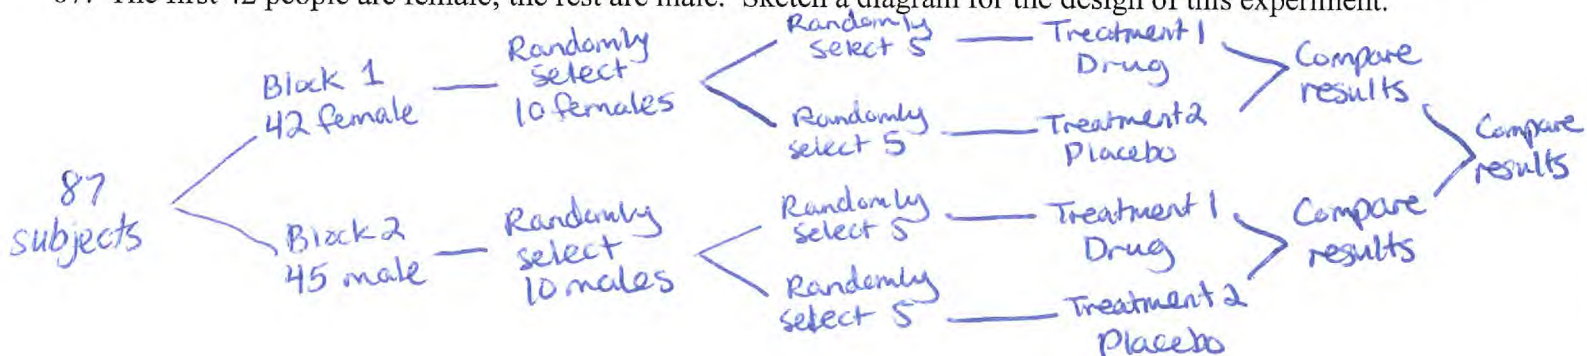 87. The first 42 people are female, the rest are male. Sketch a diagram for the design of this experiment.
87
subjects
Block 1
42 female
Randomly
select
10 females
Randomly
select 5
Treatment 1
Drug
Randomly
select 5
Treatment 2
Placebo
Compare
results
Block 2
45 male
Randomly
select
10 males
Randomly
select 5
Treatment 1
Drug
Randomly
select 5
Treatment 2
Placebo
Compare
results
Compare
results